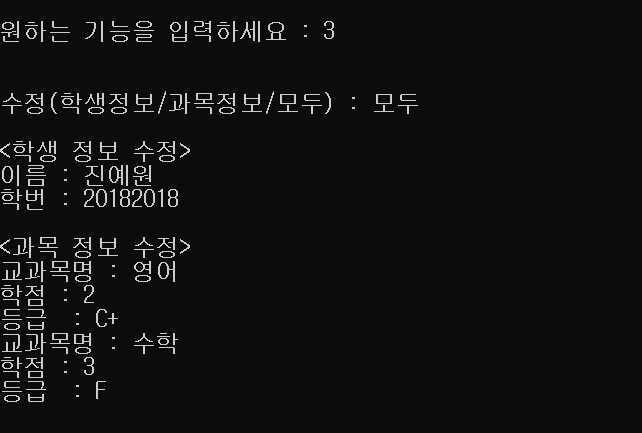 원하는 기능을 입력하세요 : 3
수정(학생정보/과목정보/모두) : 모두
<학생 정보 수정>
이름 : 진예원
학번 : 20182018
<과목 정보 수정>
교과목명 : 영어
학점 : 2
등급  : C+
교과목명 : 수학
학점 : 3
등급  : F